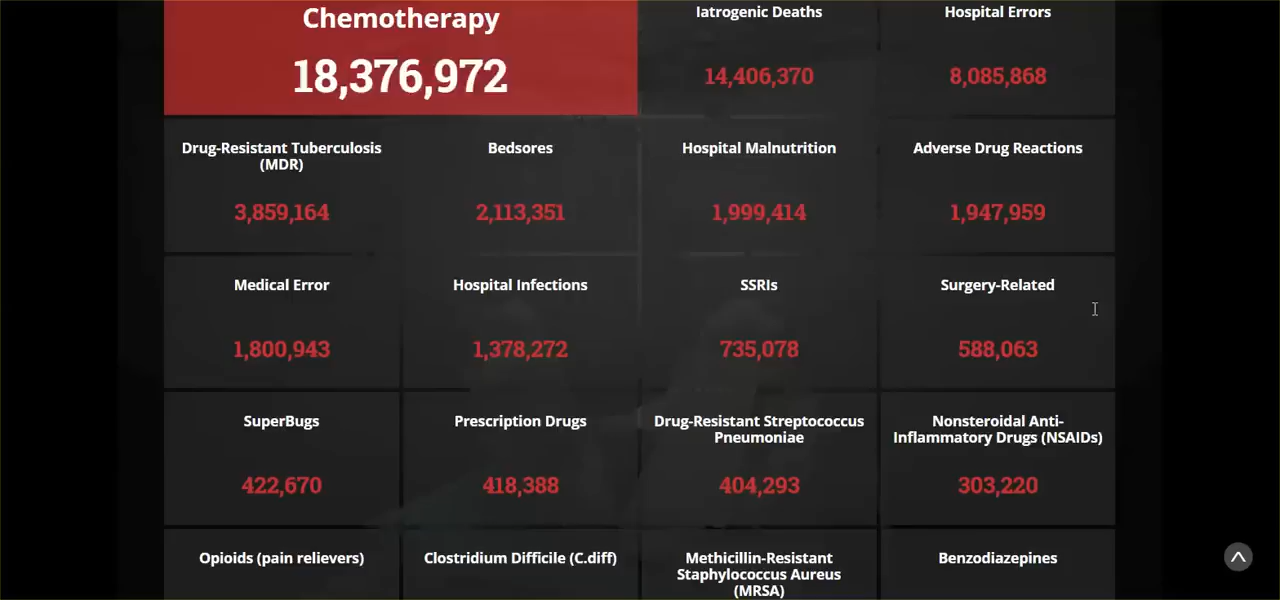 Chemotherapy
18,376,972
Iatrogenic Deaths
14,406,370
Hospital Errors
8,085,868
Drug-Resistant Tuberculosis
(MDR)
3,859,164
Bedsores
2,113,351
Hospital Malnutrition
1,999,414
Adverse Drug Reactions
1,947,959
Medical Error
1,800,943
Hospital Infections
1,378,272
SSRIs
735,078
Surgery-Related
588,063
SuperBugs
422,670
Prescription Drugs
418,388
Drug-Resistant Streptococcus
Pneumoniae
404,293
Nonsteroidal Anti-
Inflammatory Drugs (NSAIDs)
303,220
Opioids (pain relievers)
Clostridium Difficile (C.diff)
Methicillin-Resistant
Staphylococcus Aureus
(MRSA)
Benzodiazepines